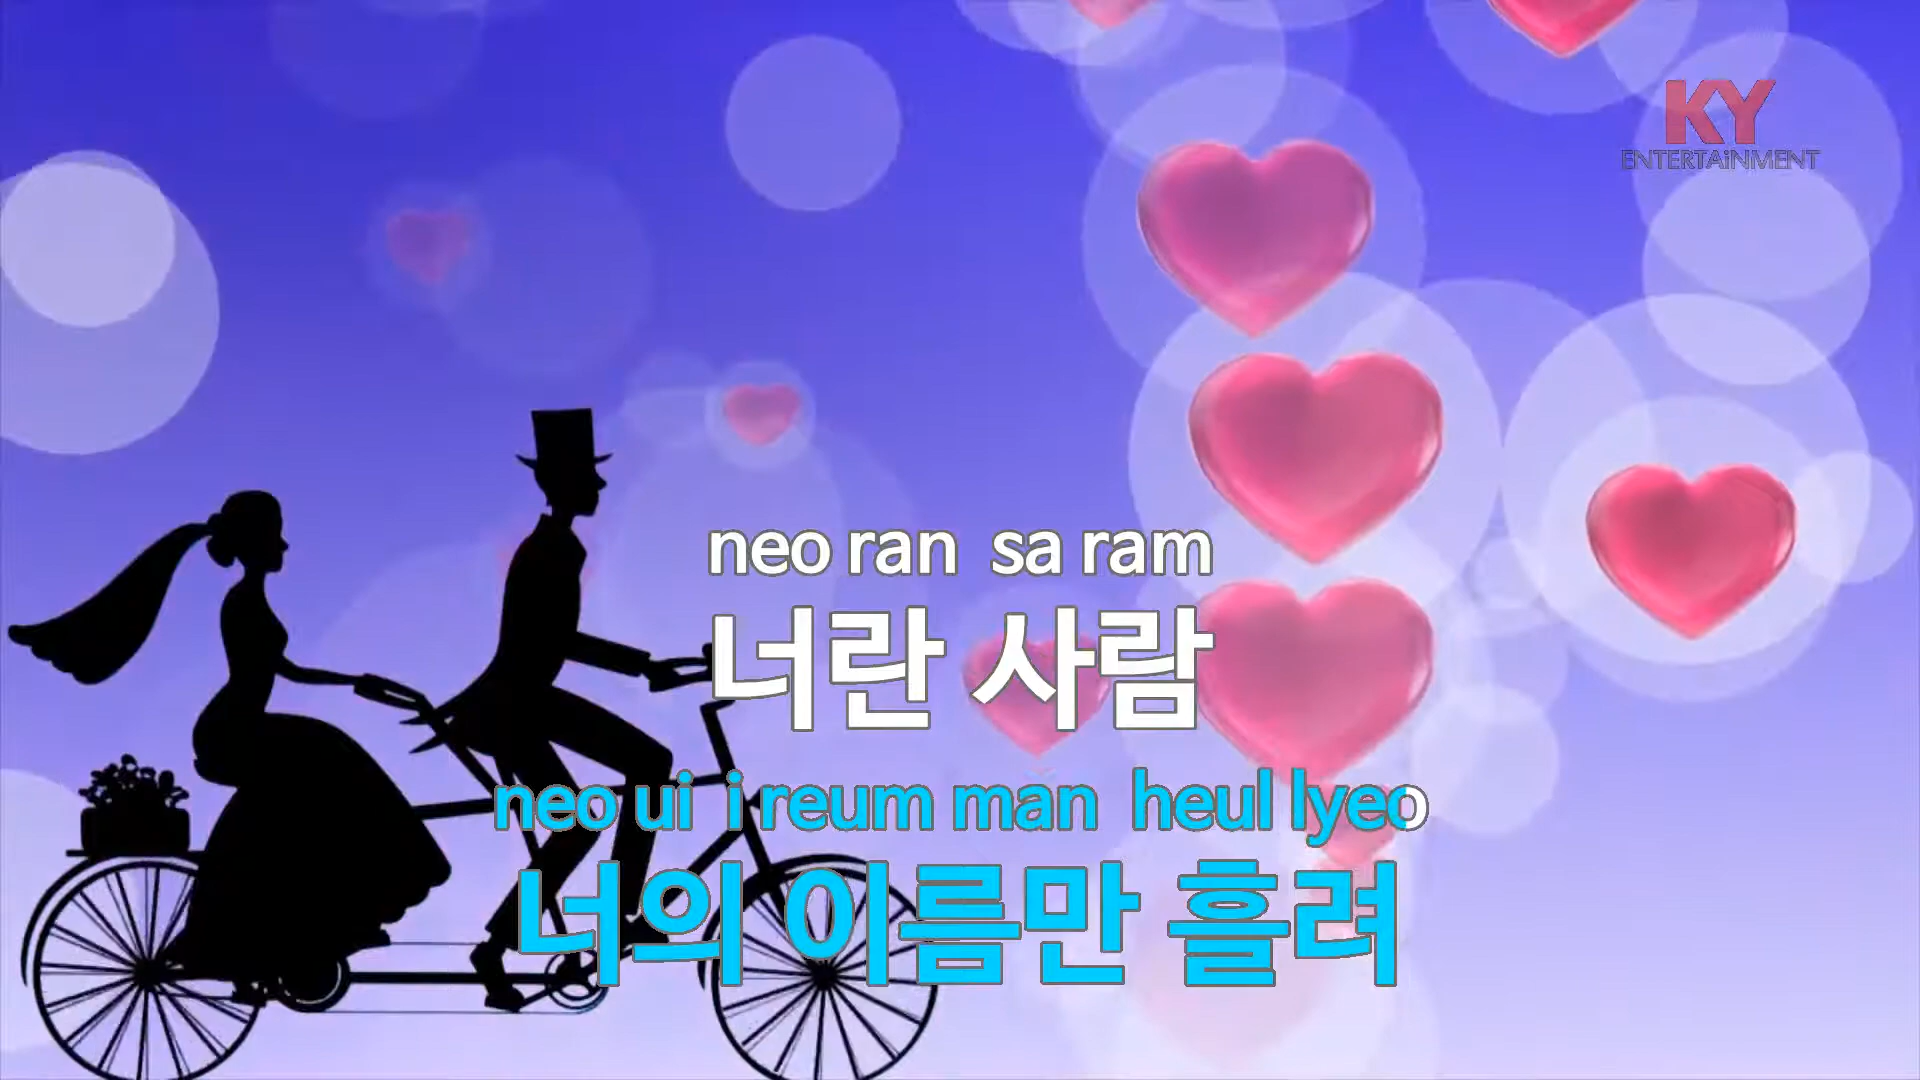 KY
ENTERTAiNMENT
neo ran sa ram
너란 사람
neo ui i reum man heul lyeo
너의 이름만 흘려